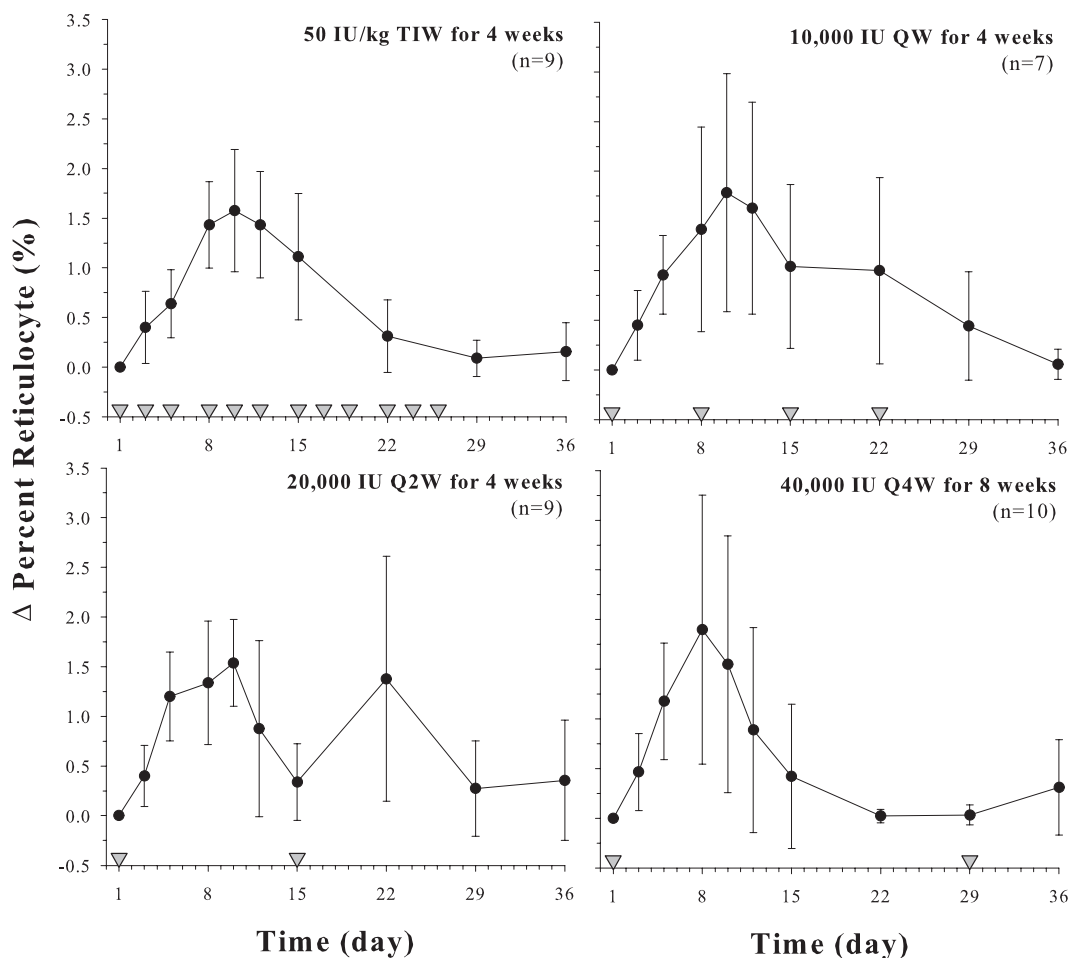 Δ Percent Reticulocyte (%)
50 IU/kg TIW for 4 weeks
(n=9)
3.5
3.0
2.5
2.0
1.5
1.0
0.5
0.0
-0.5
1 8 15 22 29 36
10,000 IU QW for 4 weeks
(n=7)
1 8 15 22 29 36
20,000 IU Q2W for 4 weeks
(n=9)
3.5
3.0
2.5
2.0
1.5
1.0
0.5
0.0
-0.5
1 8 15 22 29 36
Time (day)
40,000 IU Q4W for 8 weeks
(n=10)
1 8 15 22 29 36
Time (day)